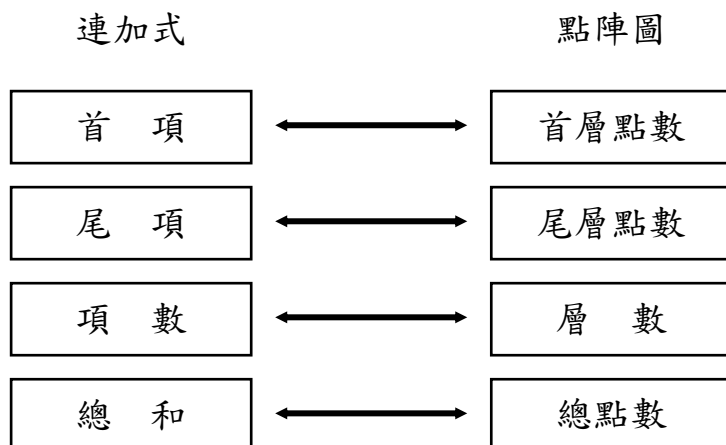 連加式 點陣圖
首 項 首層點數
尾 項 尾層點數
項 數 層 數
總 和 總點數